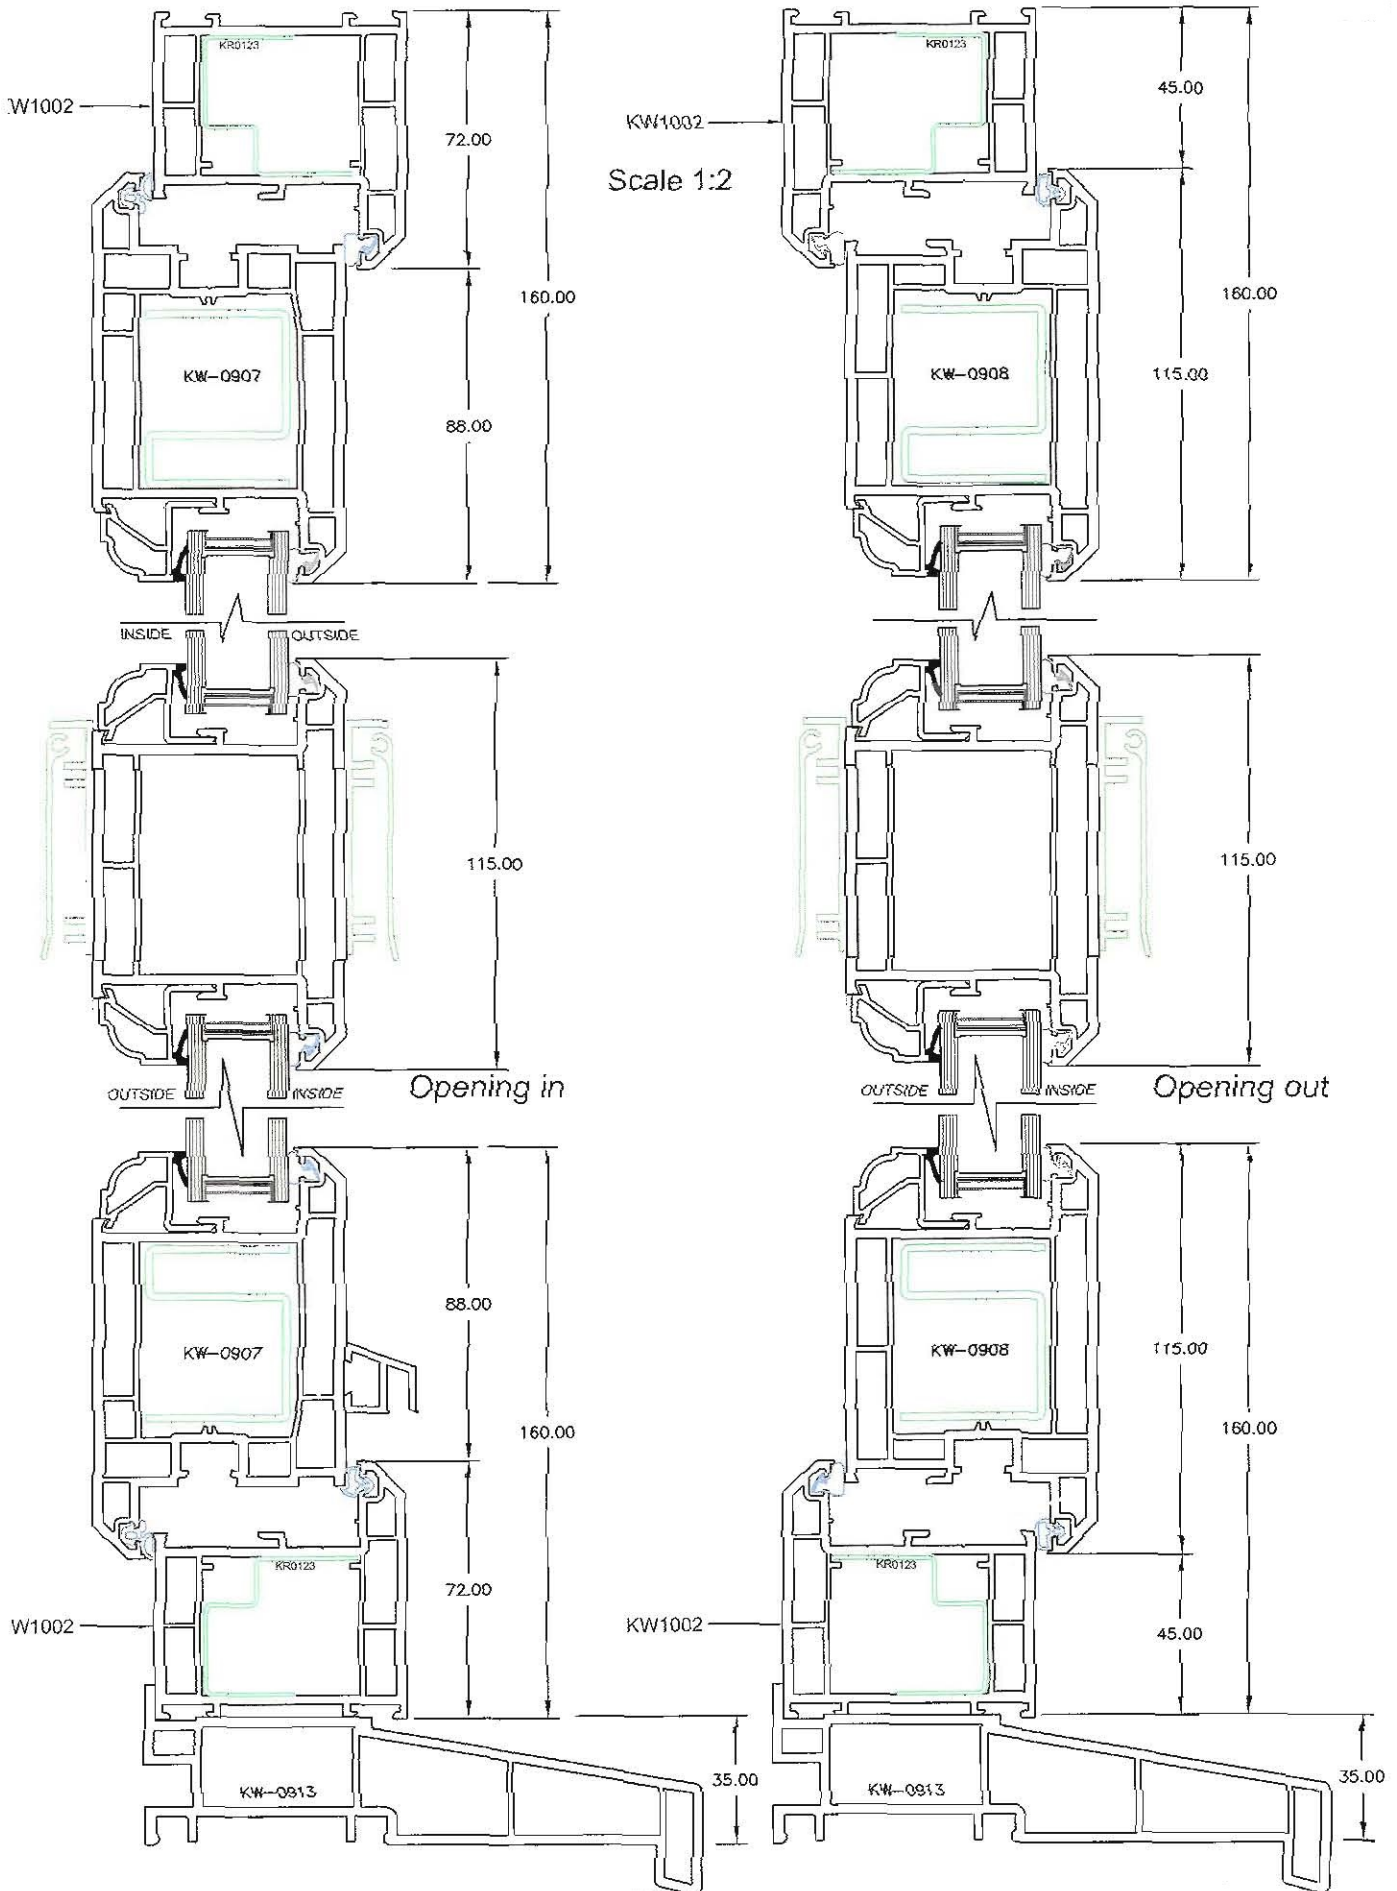 KR0123
KR0123
W1002
KW1002
72.00
45.00
Scale 1:2
160.00
160.00
KW-0907
KW-0908
115.00
88.00
INSIDE OUTSIDE
115.00
115.00
OUTSIDE INSIDE
Opening in
OUTSIDE INSIDE
Opening out
88.00
KW-0907
KW-0908
115.00
160.00
160.00
KR0123
KR0123
72.00
W1002
KW1002
45.00
35.00
35.00
KW-0913
KW-0913